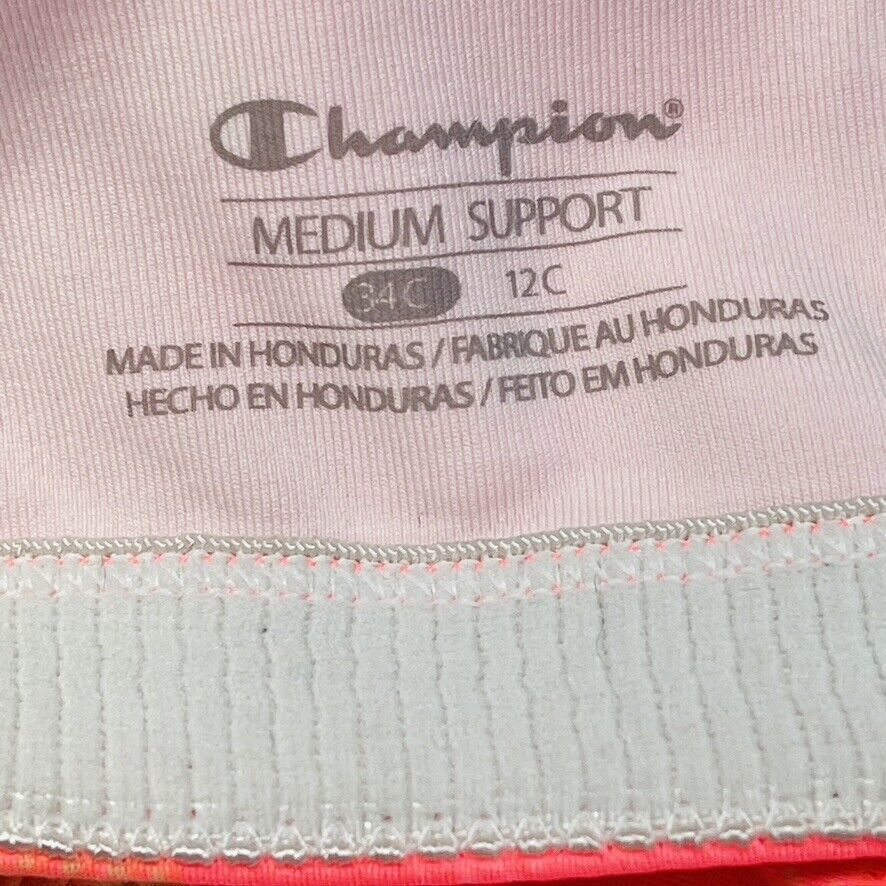 Champion®
MEDIUM SUPPORT
34C 12C
MADE IN HONDURAS / FABRIQUE AU HONDURAS
HECHO EN HONDURAS / FEITO EM HONDURAS